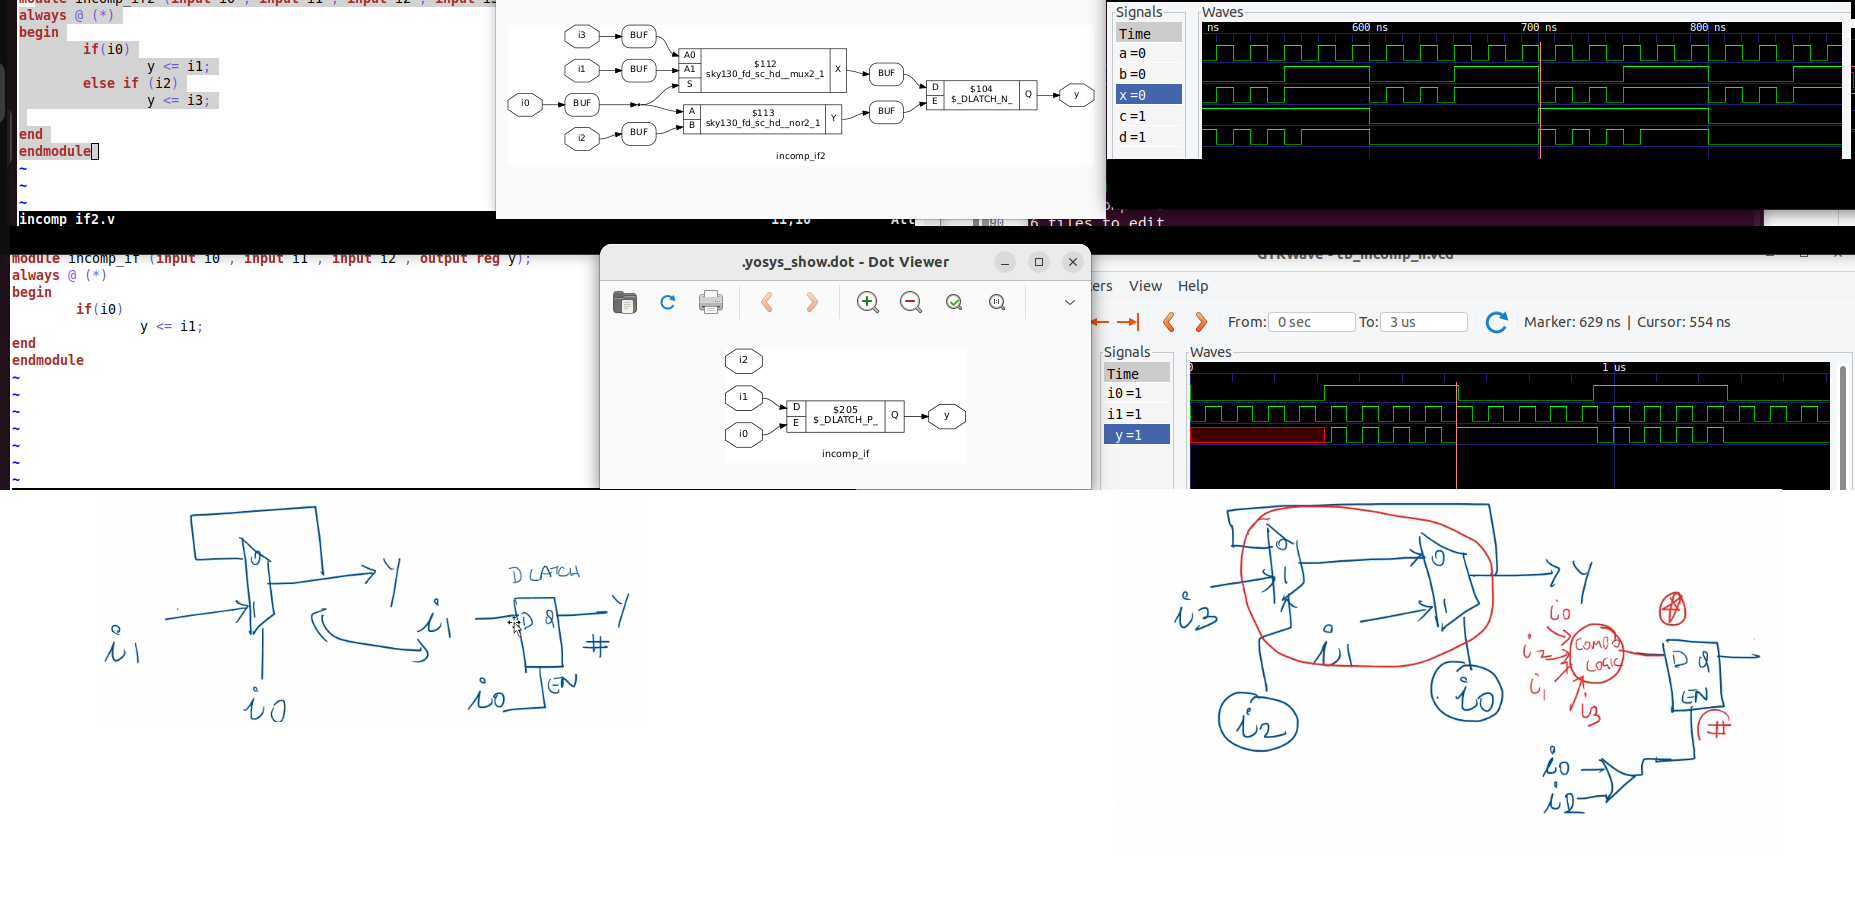 module incomp_if2 (input i0 , input i1 , input i2 , input i3
always @ (*)
begin
if(i0)
y <= i1;
else if (i2)
y <= i3;
end
endmodule
~
~
~
incomp_if2.v
11,10
All
i3
BUF
i1
BUF
i0
BUF
i2
BUF
A0
A1
S
$112
sky130_fd_sc_hd__mux2_1
X
A
B
$113
sky130_fd_sc_hd__nor2_1
Y
BUF
BUF
D
E
$104
$_DLATCH_N_
Q
y
incomp_if2
Signals
Waves
Time
ns
600 ns
700 ns
800 ns
a=0
b=0
x=0
c=1
d=1
6 files to edit
module incomp_if (input i0 , input i1 , input i2 , output reg y);
always @ (*)
begin
if(i0)
y <= i1;
end
endmodule
~
~
~
~
~
~
~
.yosys_show.dot - Dot Viewer
i2
i1
i0
D
E
$205
$_DLATCH_P_
Q
y
incomp_if
GTKWave - tb_incomp_if.vcd
View
Help
From: 0 sec
To: 3 us
Marker: 629 ns | Cursor: 554 ns
Signals
Waves
Time
0
1 us
i0=1
i1=1
y=1
0
1
Y
i1
i0
D LATCH
i1
D Q
Y
#
i0
EN
0
1
0
1
Y
i3
i1
i2
i0
i0
i2
i1
i3
COMBO
LOGIC
D Q
EN
#
i0
i2